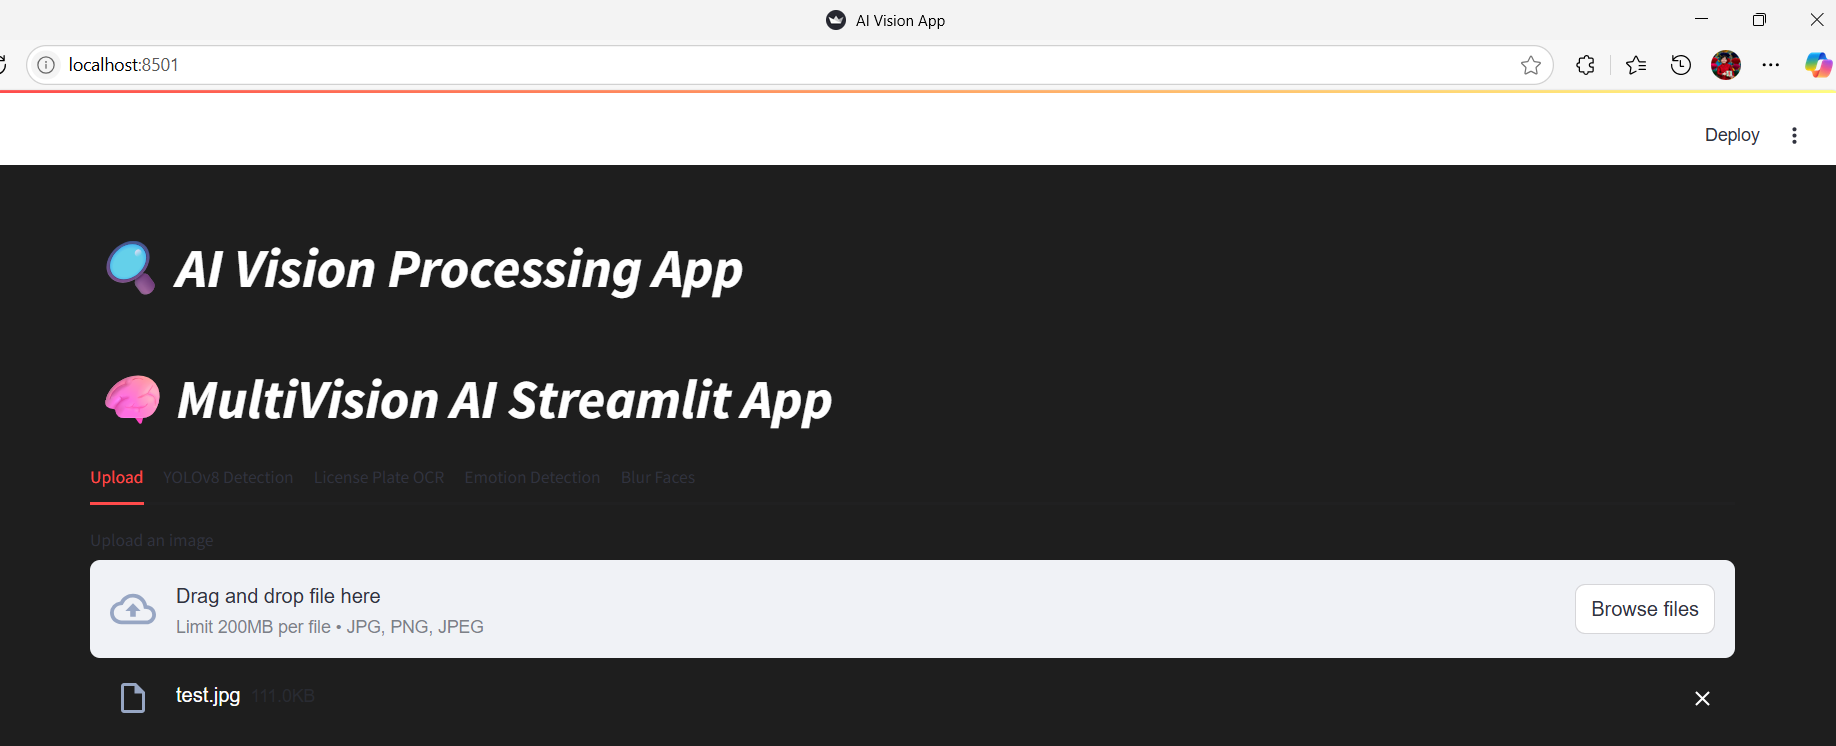 AI Vision App
localhost:8501
Deploy
AI Vision Processing App
MultiVision AI Streamlit App
Upload YOLOv8 Detection License Plate OCR Emotion Detection Blur Faces
Upload an image
Drag and drop file here
Limit 200MB per file • JPG, PNG, JPEG
Browse files
test.jpg 111.0KB